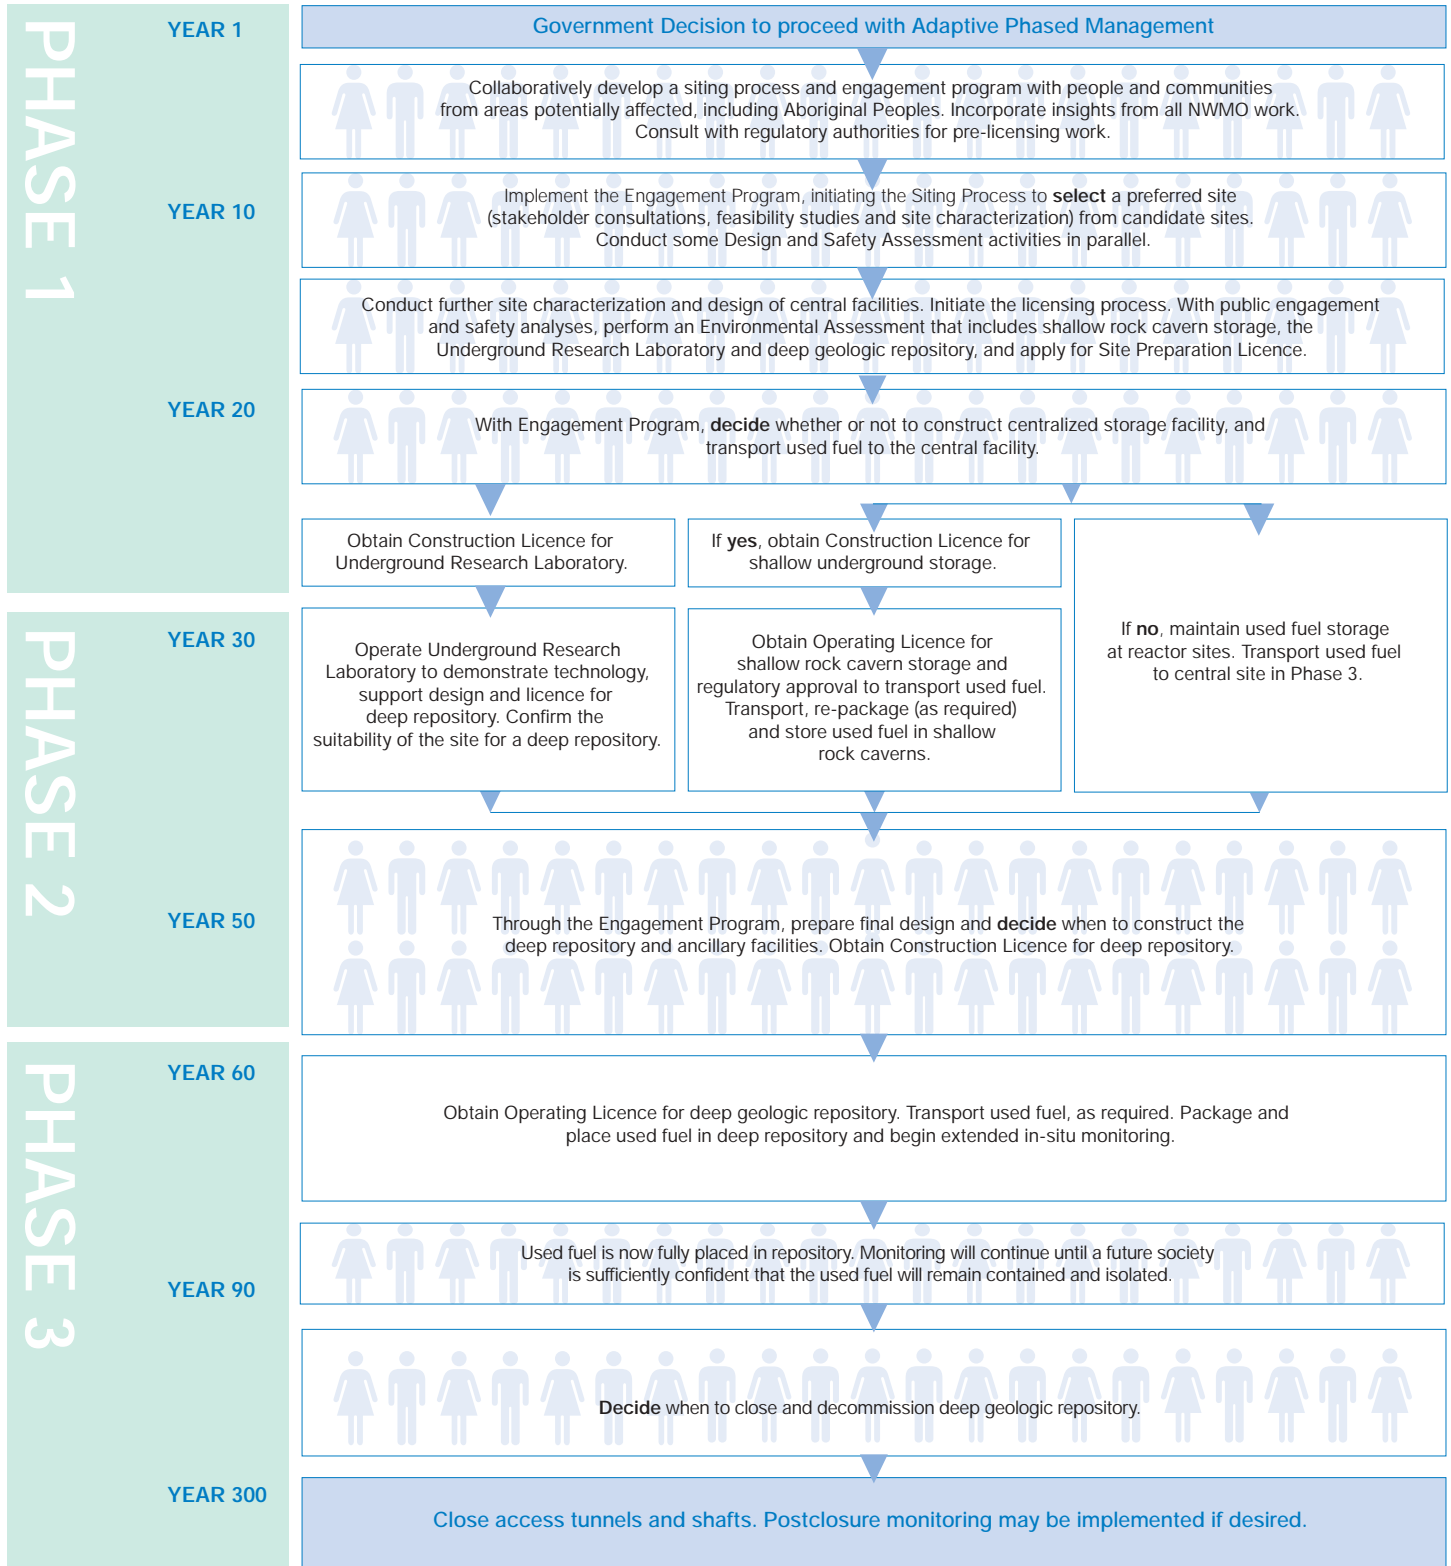 PHASE 1
YEAR 1
Government Decision to proceed with Adaptive Phased Management
Collaboratively develop a siting process and engagement program with people and communities
from areas potentially affected, including Aboriginal Peoples. Incorporate insights from all NWMO work.
Consult with regulatory authorities for pre-licensing work.
YEAR 10
Implement the Engagement Program, initiating the Siting Process to select a preferred site
(stakeholder consultations, feasibility studies and site characterization) from candidate sites.
Conduct some Design and Safety Assessment activities in parallel.
Conduct further site characterization and design of central facilities. Initiate the licensing process. With public engagement
and safety analyses, perform an Environmental Assessment that includes shallow rock cavern storage, the
Underground Research Laboratory and deep geologic repository, and apply for Site Preparation Licence.
YEAR 20
With Engagement Program, decide whether or not to construct centralized storage facility, and
transport used fuel to the central facility.
Obtain Construction Licence for
Underground Research Laboratory.
If yes, obtain Construction Licence for
shallow underground storage.
If no, maintain used fuel storage
at reactor sites. Transport used fuel
to central site in Phase 3.
PHASE 2
YEAR 30
Operate Underground Research
Laboratory to demonstrate technology,
support design and licence for
deep repository. Confirm the
suitability of the site for a deep repository.
Obtain Operating Licence for
shallow rock cavern storage and
regulatory approval to transport used fuel.
Transport, re-package (as required)
and store used fuel in shallow
rock caverns.
YEAR 50
Through the Engagement Program, prepare final design and decide when to construct the
deep repository and ancillary facilities. Obtain Construction Licence for deep repository.
PHASE 3
YEAR 60
Obtain Operating Licence for deep geologic repository. Transport used fuel, as required. Package and
place used fuel in deep repository and begin extended in-situ monitoring.
Used fuel is now fully placed in repository. Monitoring will continue until a future society
is sufficiently confident that the used fuel will remain contained and isolated.
YEAR 90
Decide when to close and decommission deep geologic repository.
YEAR 300
Close access tunnels and shafts. Postclosure monitoring may be implemented if desired.